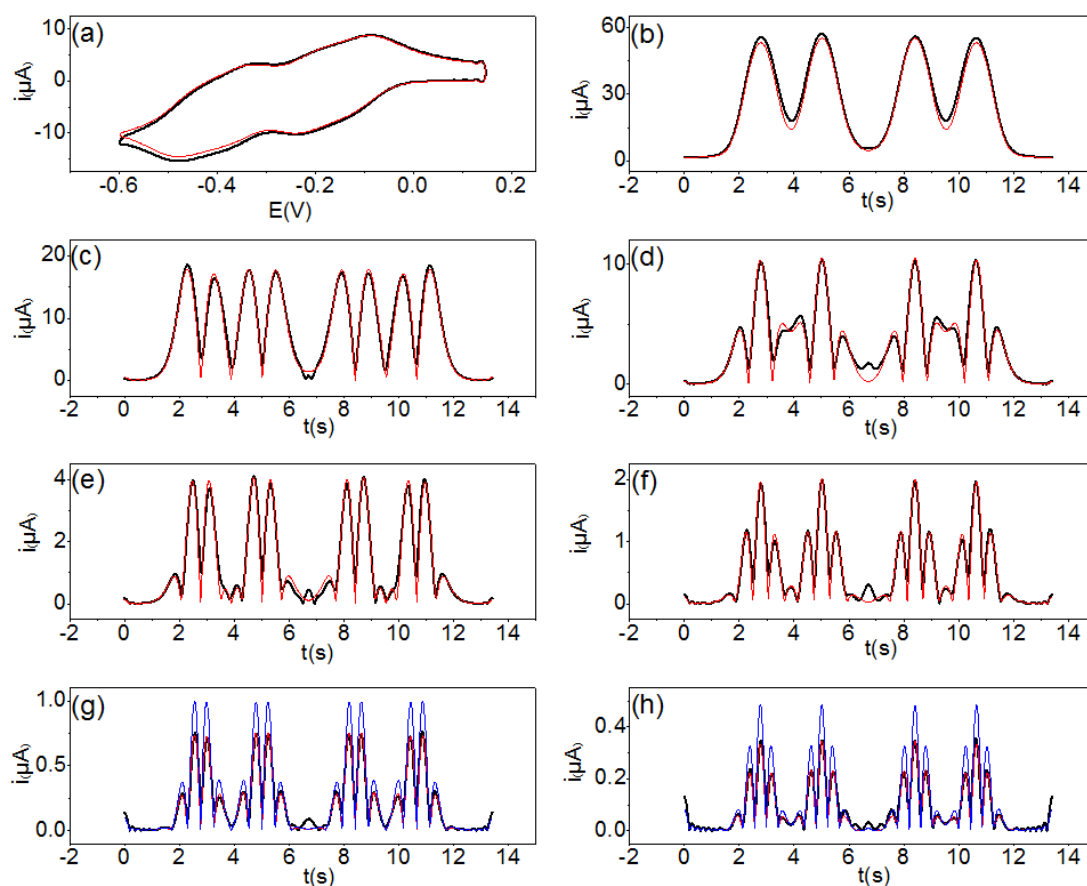 (a)
10
0
-10
i(μA)
-0.6 -0.4 -0.2 0.0 0.2
E(V)
(b)
60
30
0
i(μA)
-2 0 2 4 6 8 10 12 14
t(s)
(c)
20
10
0
i(μA)
-2 0 2 4 6 8 10 12 14
t(s)
(d)
10
5
0
i(μA)
-2 0 2 4 6 8 10 12 14
t(s)
(e)
4
2
0
i(μA)
-2 0 2 4 6 8 10 12 14
t(s)
(f)
2
1
0
i(μA)
-2 0 2 4 6 8 10 12 14
t(s)
(g)
1.0
0.5
0.0
i(μA)
-2 0 2 4 6 8 10 12 14
t(s)
(h)
0.4
0.2
0.0
i(μA)
-2 0 2 4 6 8 10 12 14
t(s)